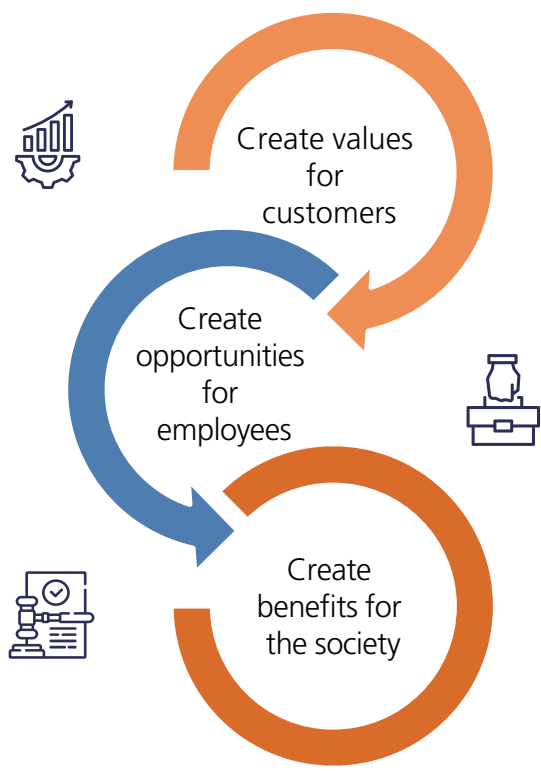 Create values
for
customers
Create
opportunities
for
employees
Create
benefits for
the society